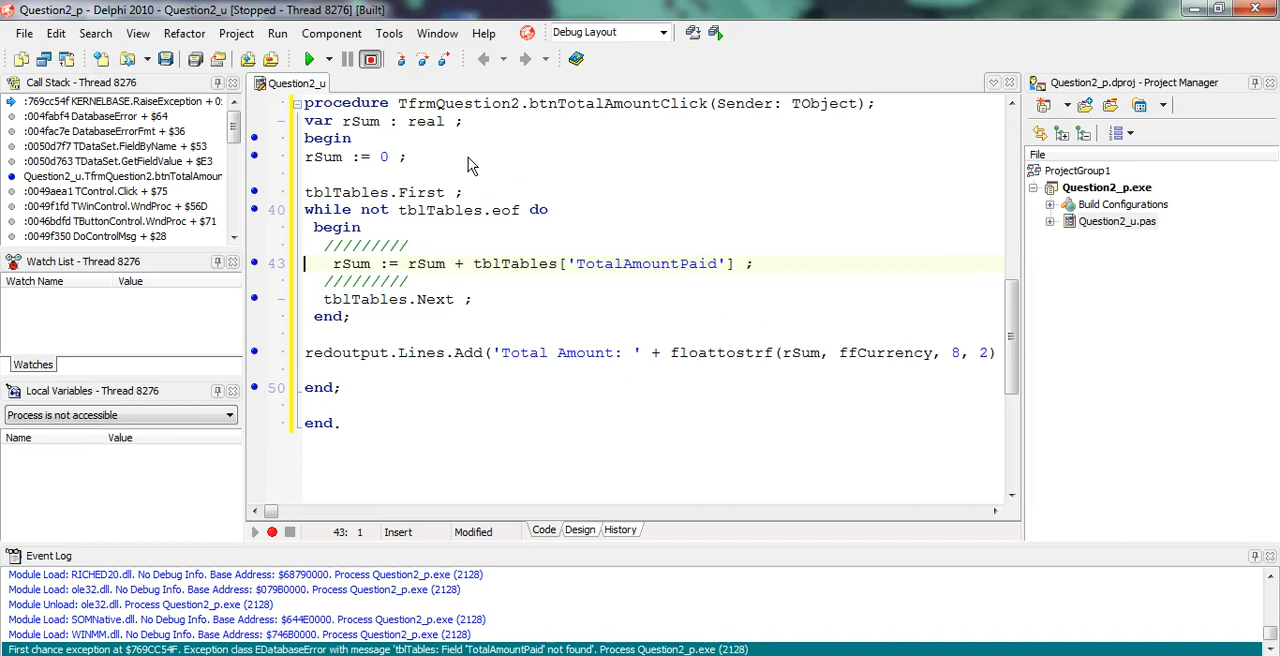 Question2_p - Delphi 2010 - Question2_u [Stopped - Thread 8276] [Built]
File Edit Search View Refactor Project Run Component Tools Window Help Debug Layout
Call Stack - Thread 8276
:769cc54f KERNELBASE.RaiseException + 0
:004fabf4 DatabaseError + $64
:004fac7e DatabaseErrorFmt + $36
:0050d7f7 TDataSet.FieldByName + $53
:0050d763 TDataSet.GetFieldValue + $E3
Question2_u.TfrmQuestion2.btnTotalAmoun
:0049aea1 TControl.Click + $75
:0049f1f0 TWinControl.WndProc + $56D
:0046bdfd TButtonControl.WndProc + $71
:0049f350 DoControlMsg + $28
Watch List - Thread 8276
Watch Name Value
Watches
Local Variables - Thread 8276
Process is not accessible
Name Value
Question2_u
procedure TfrmQuestion2.btnTotalAmountClick(Sender: TObject);
var rSum : real ;
begin
rSum := 0 ;
tblTables.First ;
40 while not tblTables.eof do
begin
/////////
43 rSum := rSum + tblTables['TotalAmountPaid'] ;
/////////
tblTables.Next ;
end;
redoutput.Lines.Add('Total Amount: ' + floattostrf(rSum, ffCurrency, 8, 2)
50 end;
end.
43: 1 Insert Modified Code Design History
Question2_p.dproj - Project Manager
File
ProjectGroup1
Question2_p.exe
Build Configurations
Question2_u.pas
Event Log
Module Load: RICHED20.dll. No Debug Info. Base Address: $68790000. Process Question2_p.exe (2128)
Module Load: ole32.dll. No Debug Info. Base Address: $079B0000. Process Question2_p.exe (2128)
Module Unload: ole32.dll. Process Question2_p.exe (2128)
Module Load: SOMNative.dll. No Debug Info. Base Address: $644E0000. Process Question2_p.exe (2128)
Module Load: WINMM.dll. No Debug Info. Base Address: $746B0000. Process Question2_p.exe (2128)
First chance exception at $769CC54F. Exception class EDatabaseError with message 'tblTables: Field 'TotalAmountPaid' not found'. Process Question2_p.exe (2128)